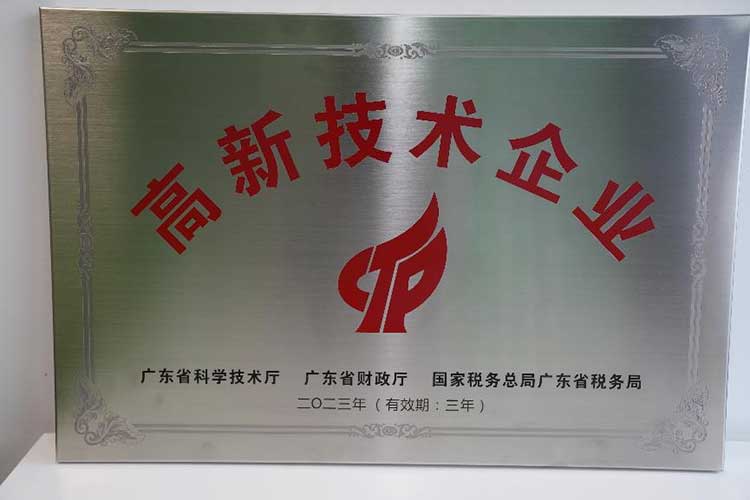 高新技术企业
广东省科学技术厅 广东省财政厅 国家税务总局广东省税务局
二〇二三年（有效期：三年）